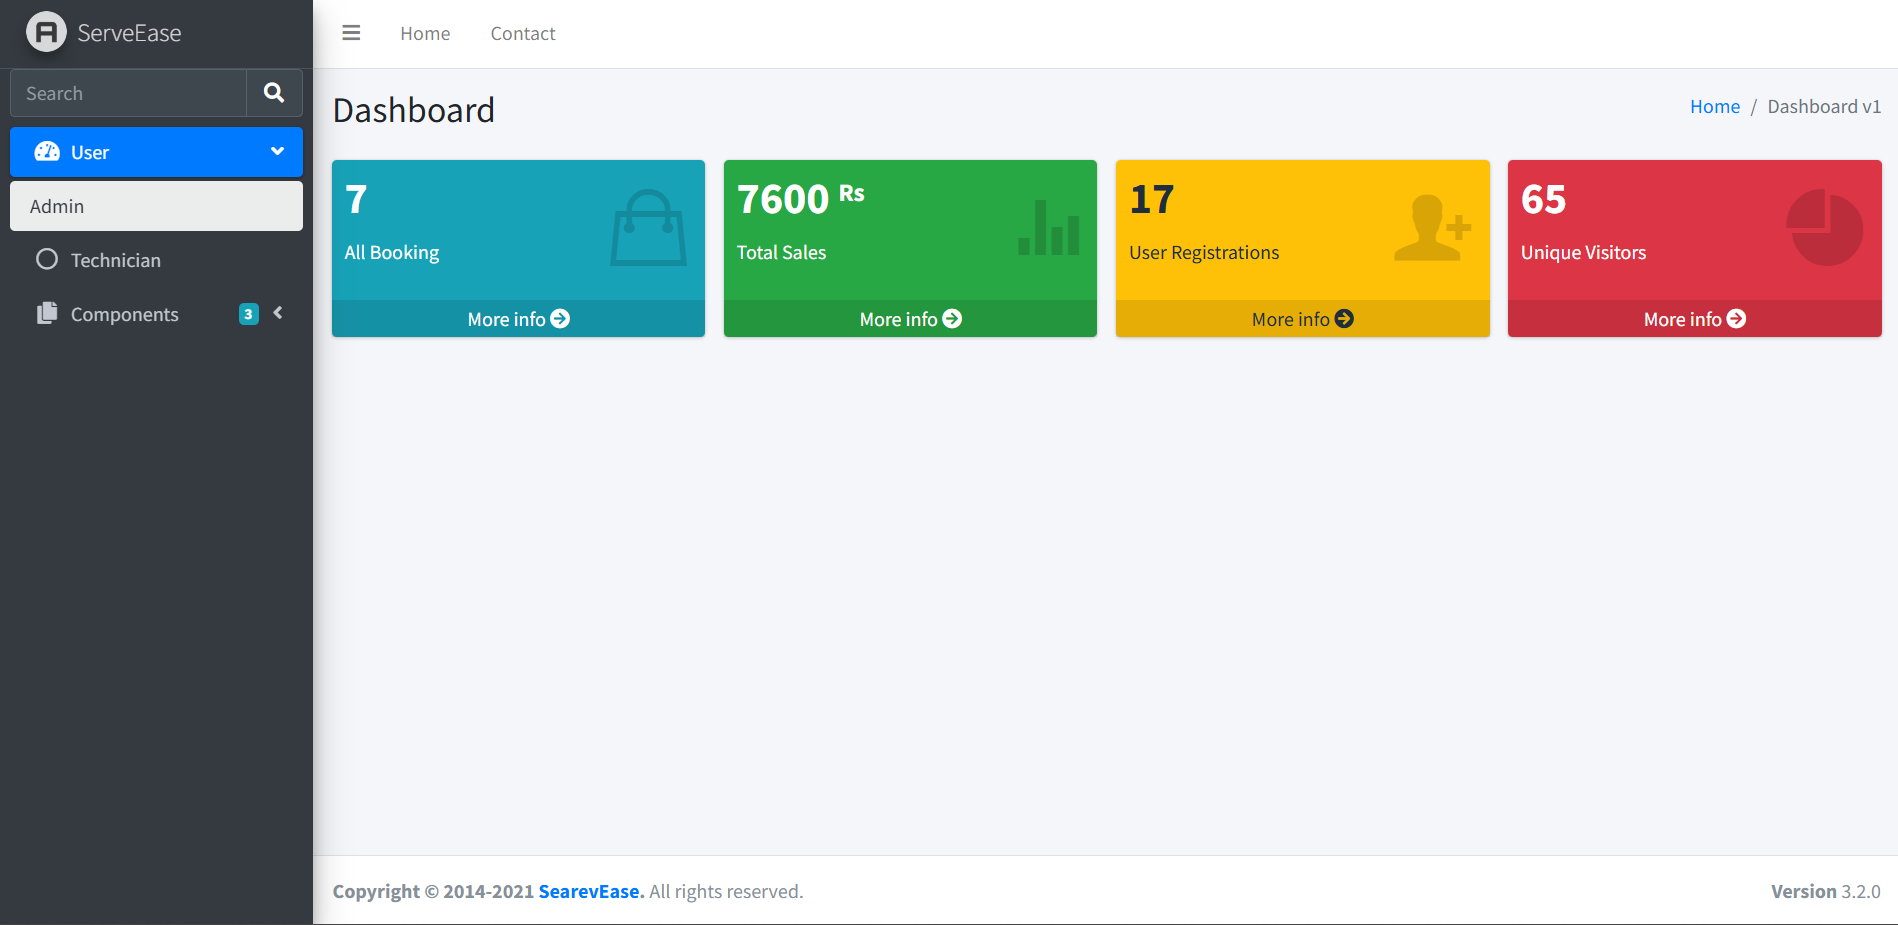 ServeEase
Home
Contact
Search
User
Admin
Technician
Components 3
Dashboard
Home / Dashboard v1
7
All Booking
More info
7600 Rs
Total Sales
More info
17
User Registrations
More info
65
Unique Visitors
More info
Copyright © 2014-2021 SearevEase. All rights reserved.
Version 3.2.0